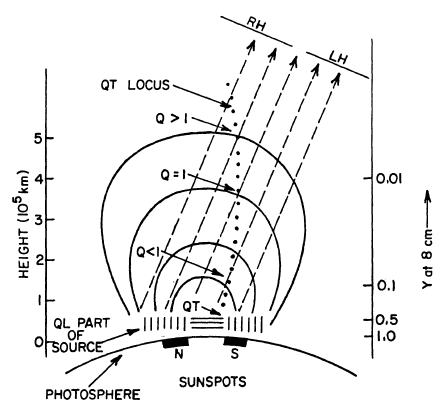 RH
LH
QT LOCUS
Q > 1
Q = 1
Q < 1
QT
5
4
3
2
1
0
HEIGHT (10⁵ km)
0.01
0.1
0.5
1.0
Y at 8 cm →
QL PART
OF
SOURCE
N
S
PHOTOSPHERE
SUNSPOTS